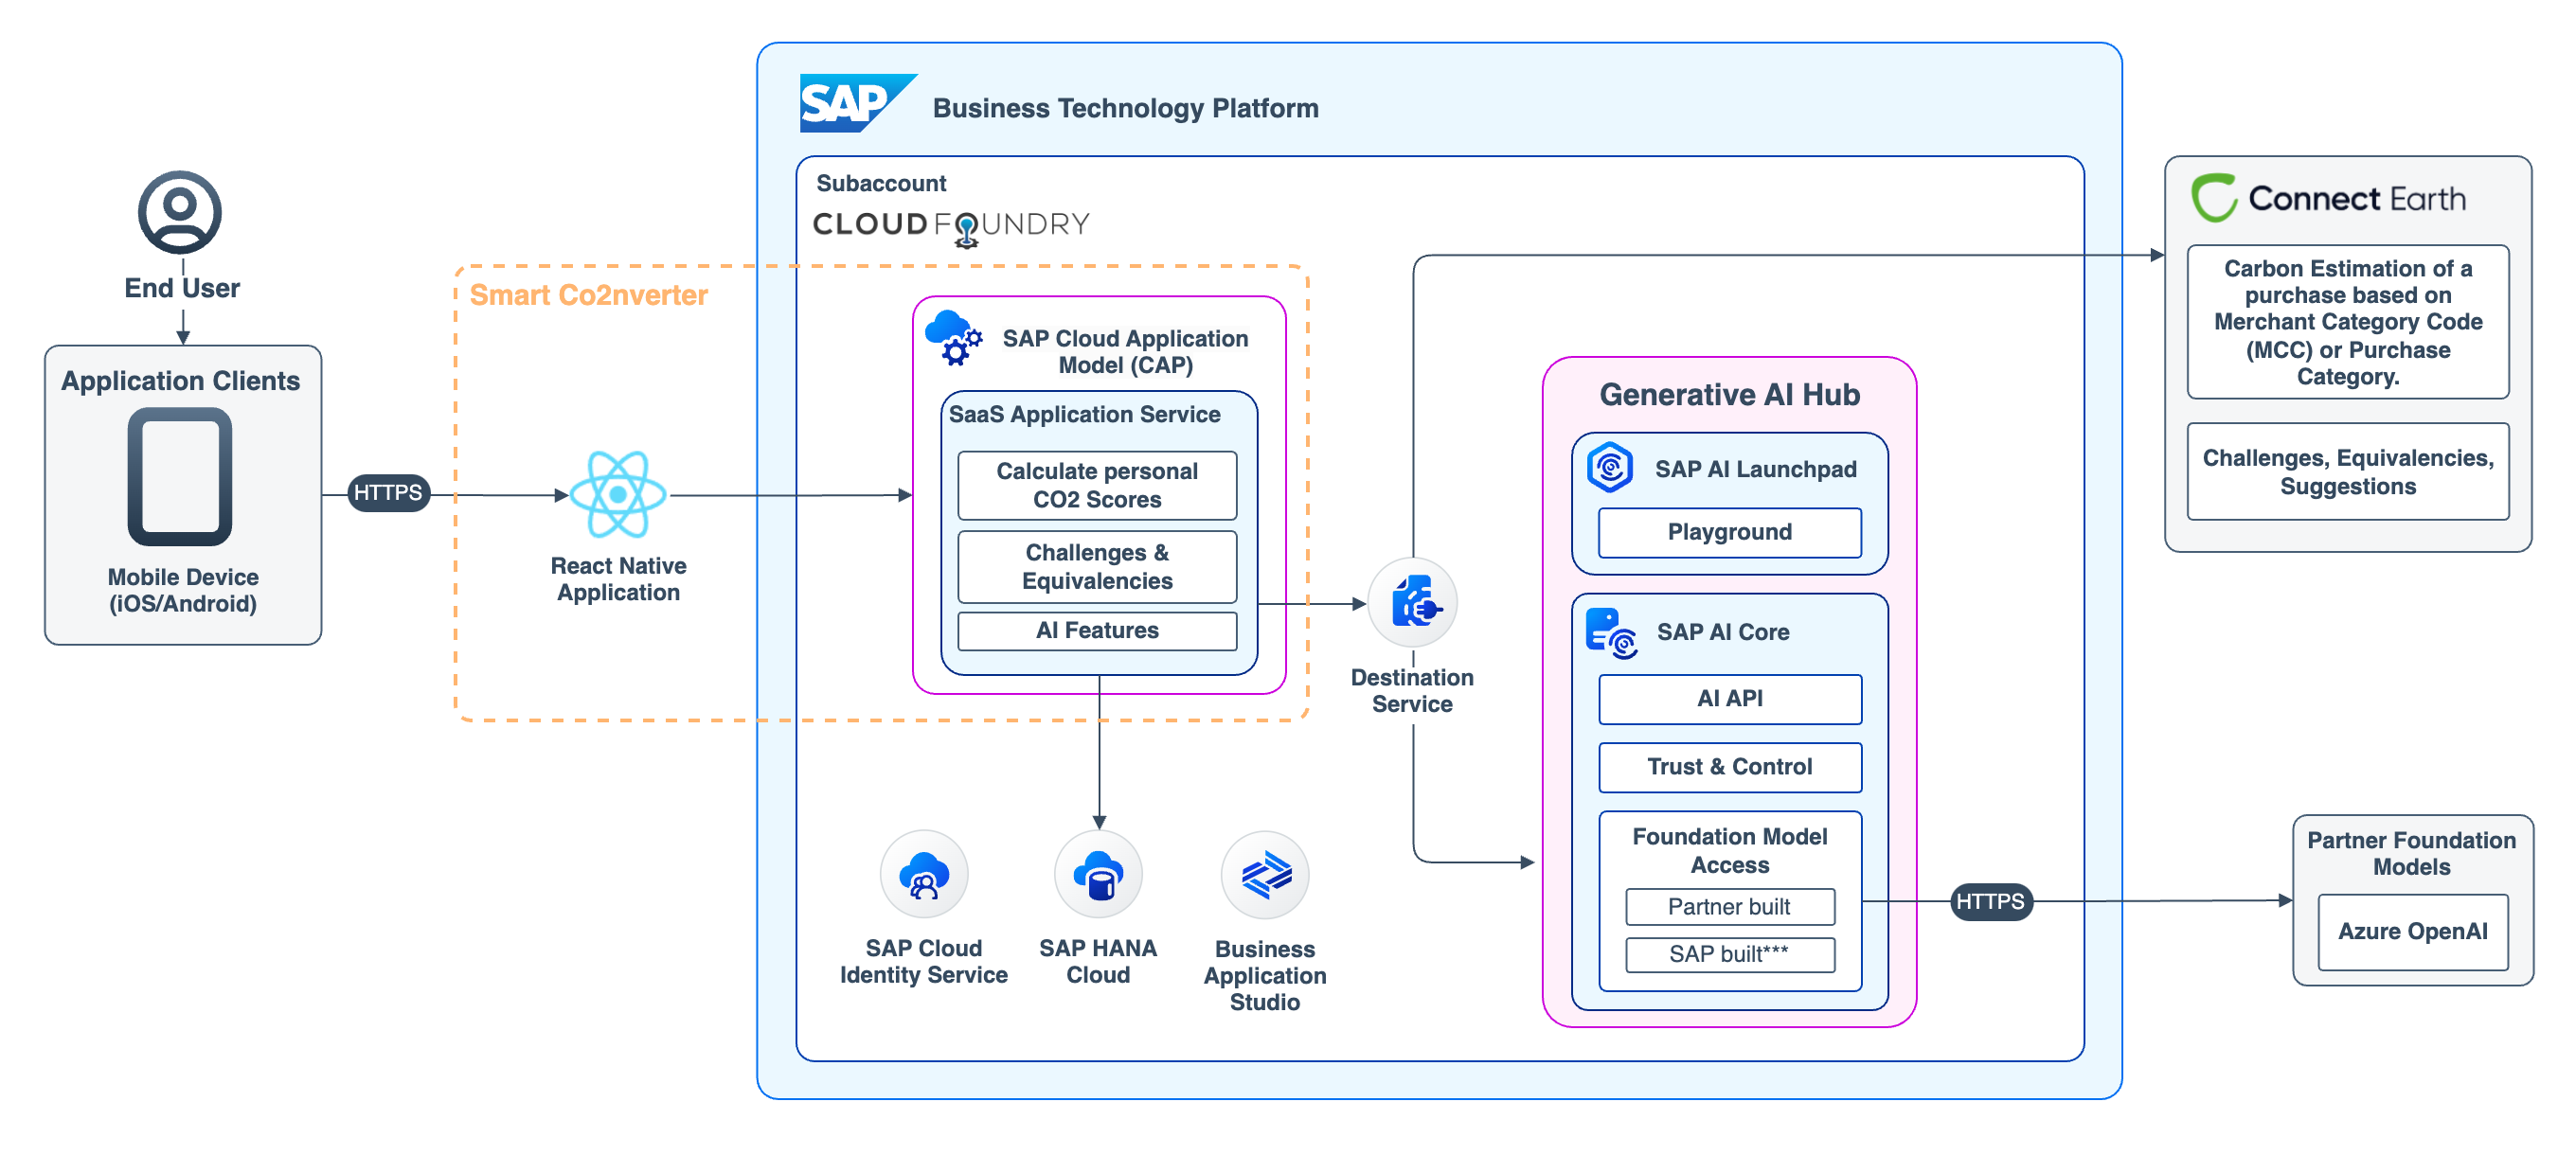 SAP
Business Technology Platform
Subaccount
CLOUD FOUNDRY
End User
Application Clients
Mobile Device
(iOS/Android)
HTTPS
Smart Co2nverter
React Native
Application
SAP Cloud Application
Model (CAP)
SaaS Application Service
Calculate personal
CO2 Scores
Challenges &
Equivalencies
AI Features
SAP Cloud
Identity Service
SAP HANA
Cloud
Business
Application
Studio
Destination
Service
Generative AI Hub
SAP AI Launchpad
Playground
SAP AI Core
AI API
Trust & Control
Foundation Model
Access
Partner built
SAP built***
HTTPS
Connect Earth
Carbon Estimation of a
purchase based on
Merchant Category Code
(MCC) or Purchase
Category.
Challenges, Equivalencies,
Suggestions
Partner Foundation
Models
Azure OpenAI